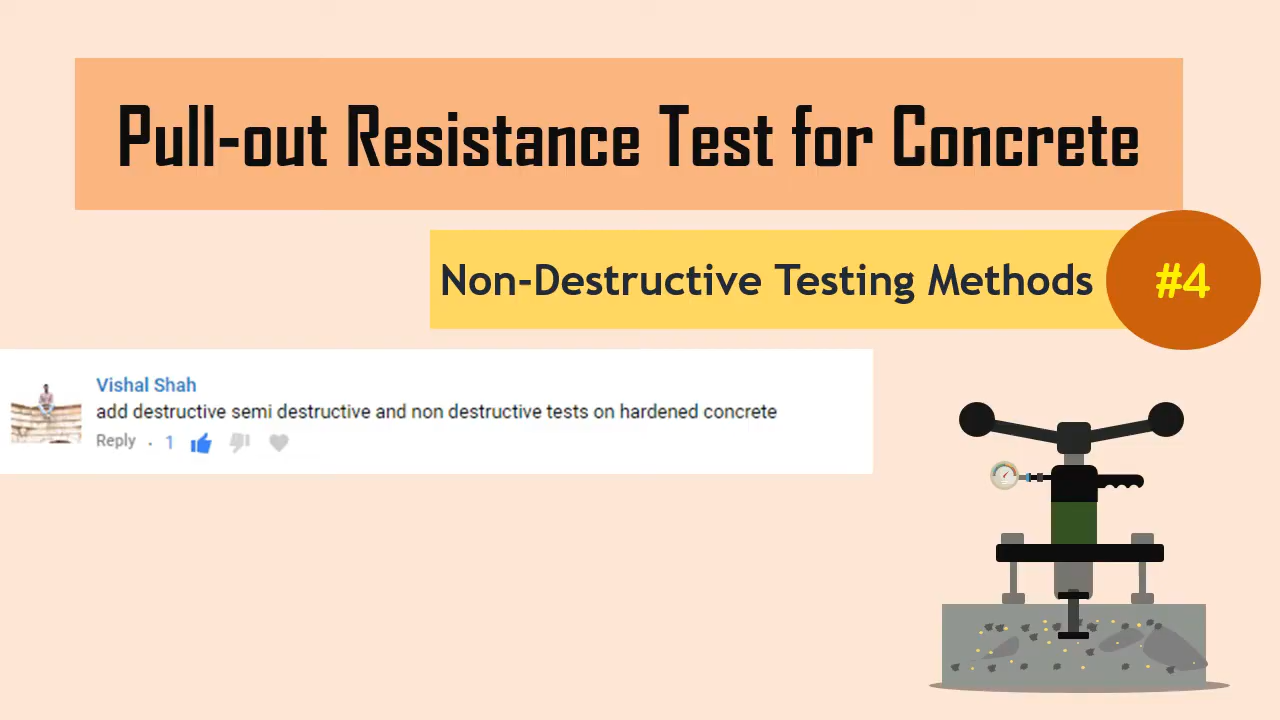 Pull-out Resistance Test for Concrete
Non-Destructive Testing Methods #4
Vishal Shah
add destructive semi destructive and non destructive tests on hardened concrete
Reply · 1